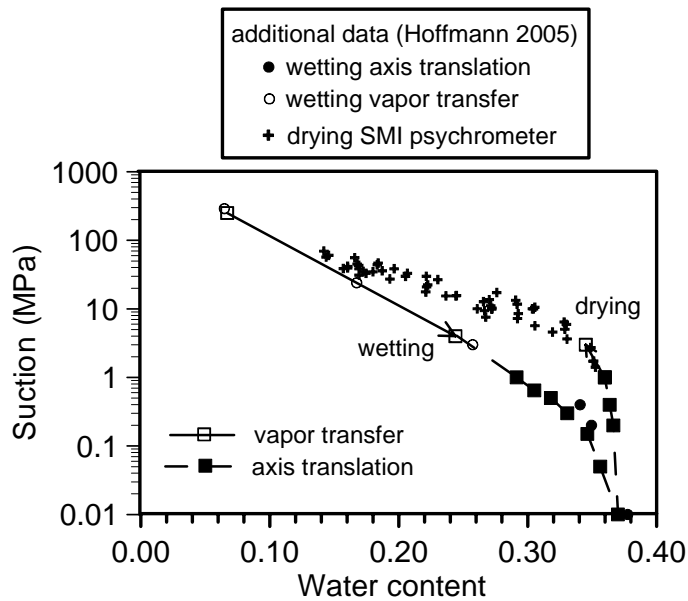 additional data (Hoffmann 2005)
wetting axis translation
wetting vapor transfer
drying SMI psychrometer
1000
100
10
1
0.1
0.01
Suction (MPa)
drying
wetting
vapor transfer
axis translation
0.00 0.10 0.20 0.30 0.40
Water content